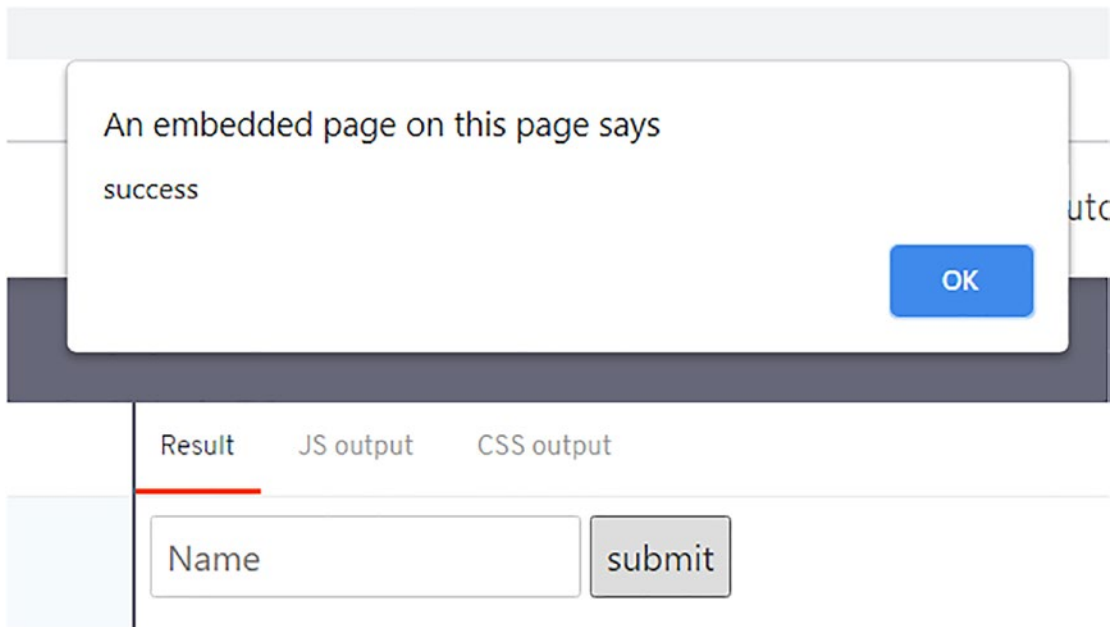 An embedded page on this page says
success
OK
Result JS output CSS output
Name submit